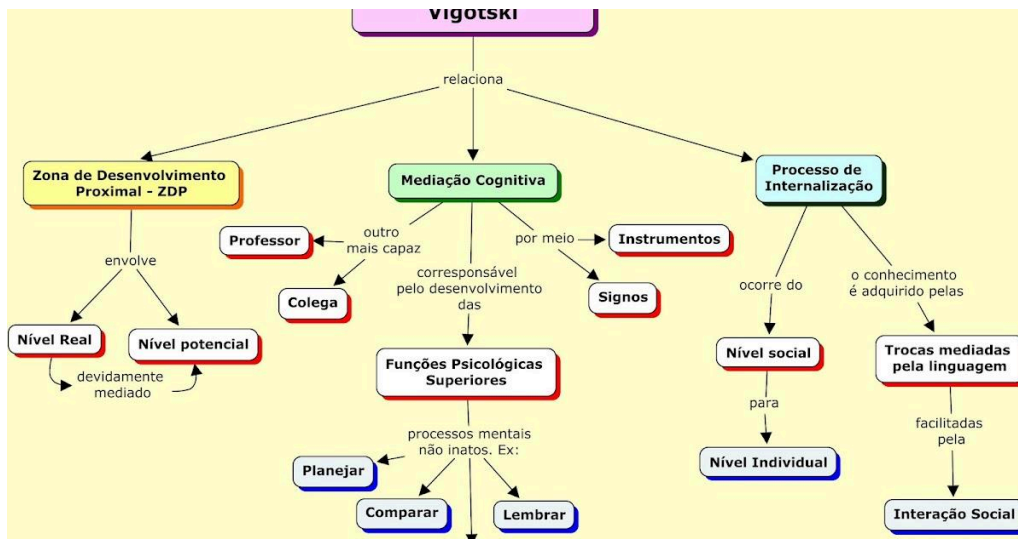 Vigotski
relaciona
Zona de Desenvolvimento
Proximal - ZDP
envolve
Nível Real
Nível potencial
devidamente
mediado
Mediação Cognitiva
outro
mais capaz
Professor
Colega
corresponsável
pelo desenvolvimento
das
por meio
Instrumentos
Signos
Funções Psicológicas
Superiores
processos mentais
não inatos. Ex:
Planejar
Comparar
Lembrar
Processo de
Internalização
ocorre do
Nível social
para
Nível Individual
o conhecimento
é adquirido pelas
Trocas mediadas
pela linguagem
facilitadas
pela
Interação Social